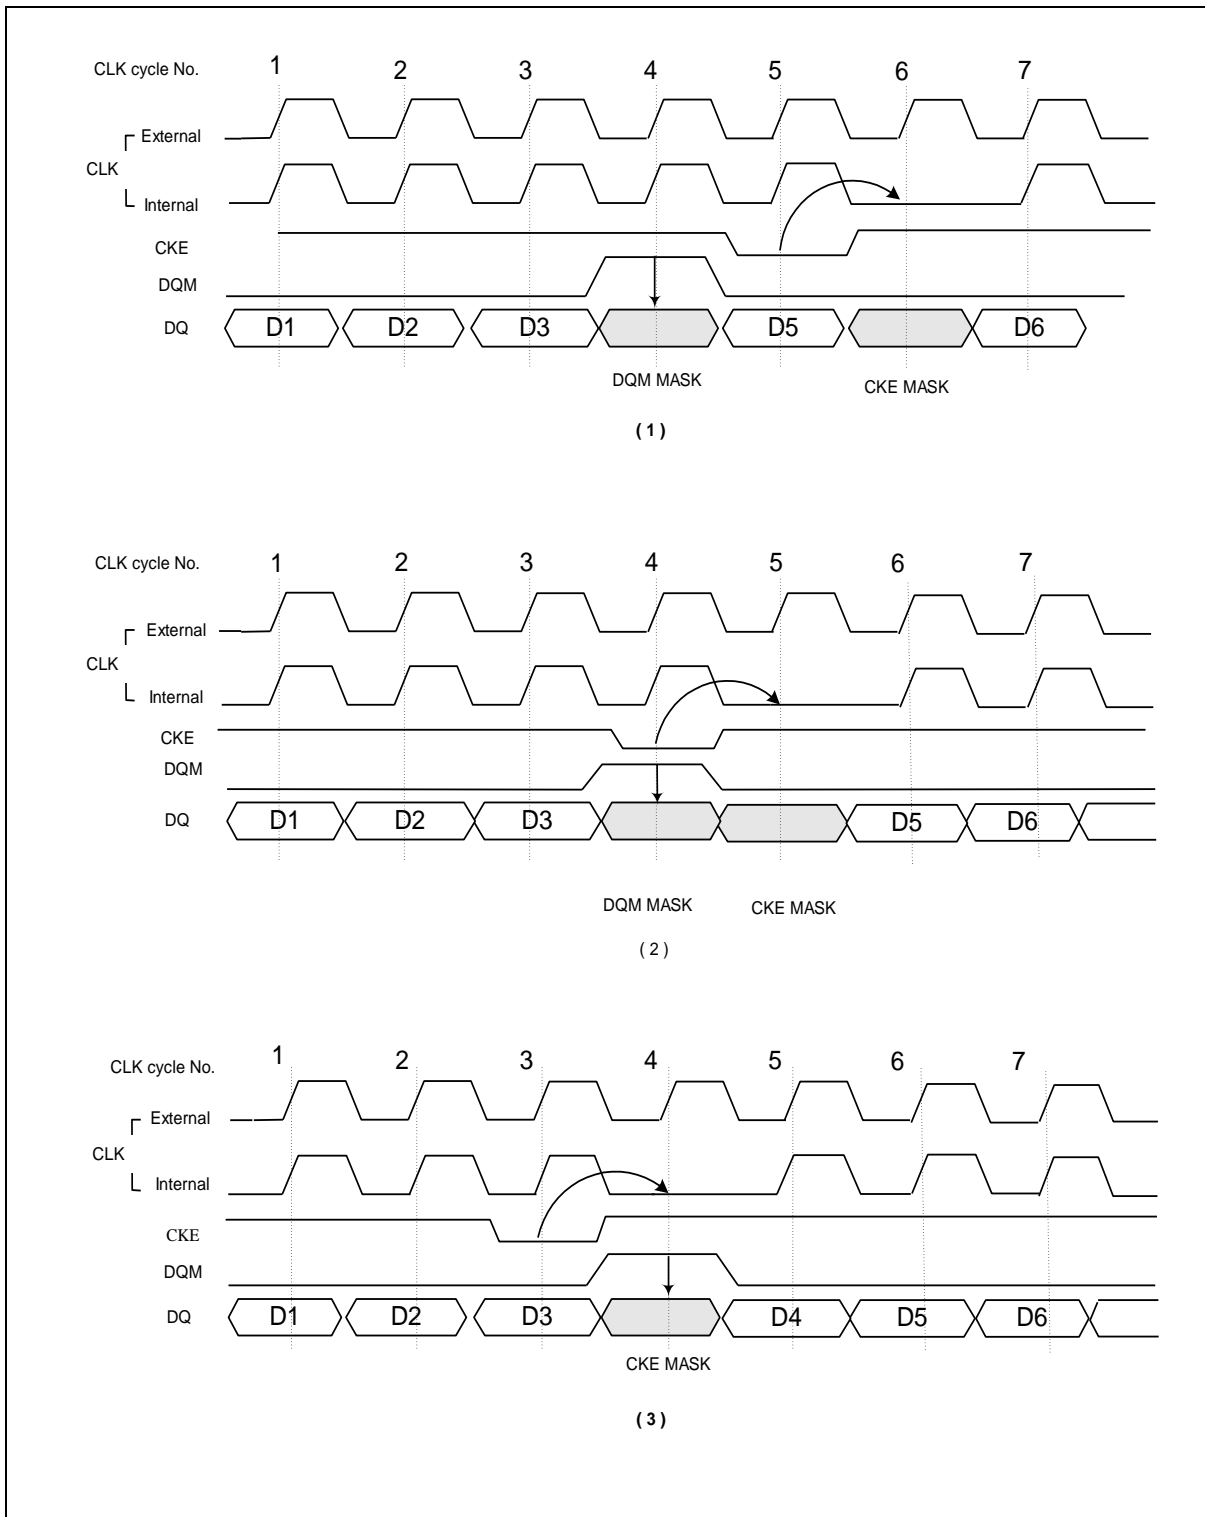 CLK cycle No. 1 2 3 4 5 6 7
External
CLK
Internal
CKE
DQM
DQ D1 D2 D3 D5 D6
DQM MASK CKE MASK
( 1 )
CLK cycle No. 1 2 3 4 5 6 7
External
CLK
Internal
CKE
DQM
DQ D1 D2 D3 D5 D6
DQM MASK CKE MASK
( 2 )
CLK cycle No. 1 2 3 4 5 6 7
External
CLK
Internal
CKE
DQM
DQ D1 D2 D3 D4 D5 D6
CKE MASK
( 3 )